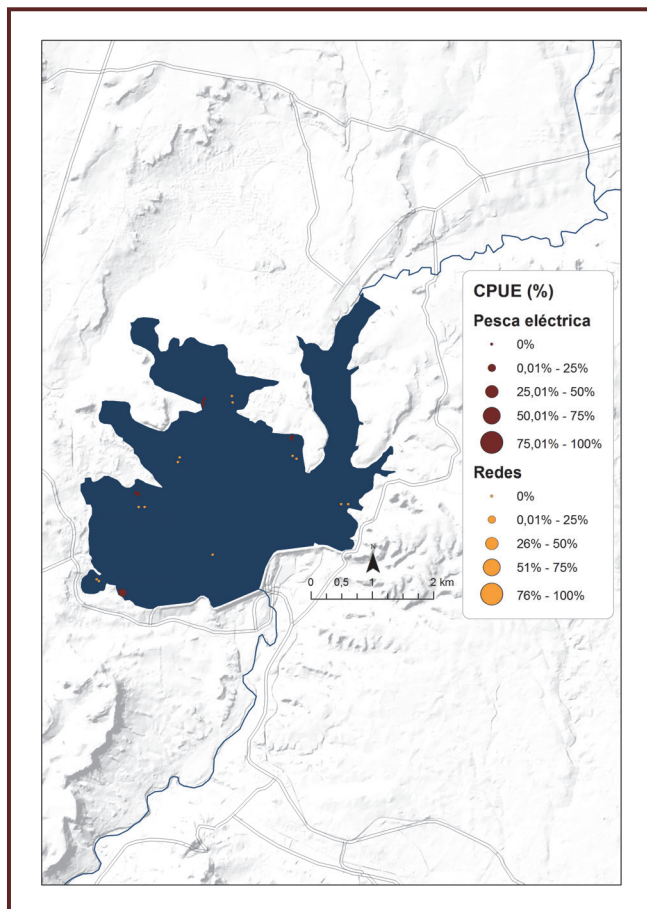 CPUE (%)
Pesca eléctrica
0%
0,01% - 25%
25,01% - 50%
50,01% - 75%
75,01% - 100%
Redes
0%
0,01% - 25%
26% - 50%
51% - 75%
76% - 100%
N
0 0,5 1 2 km